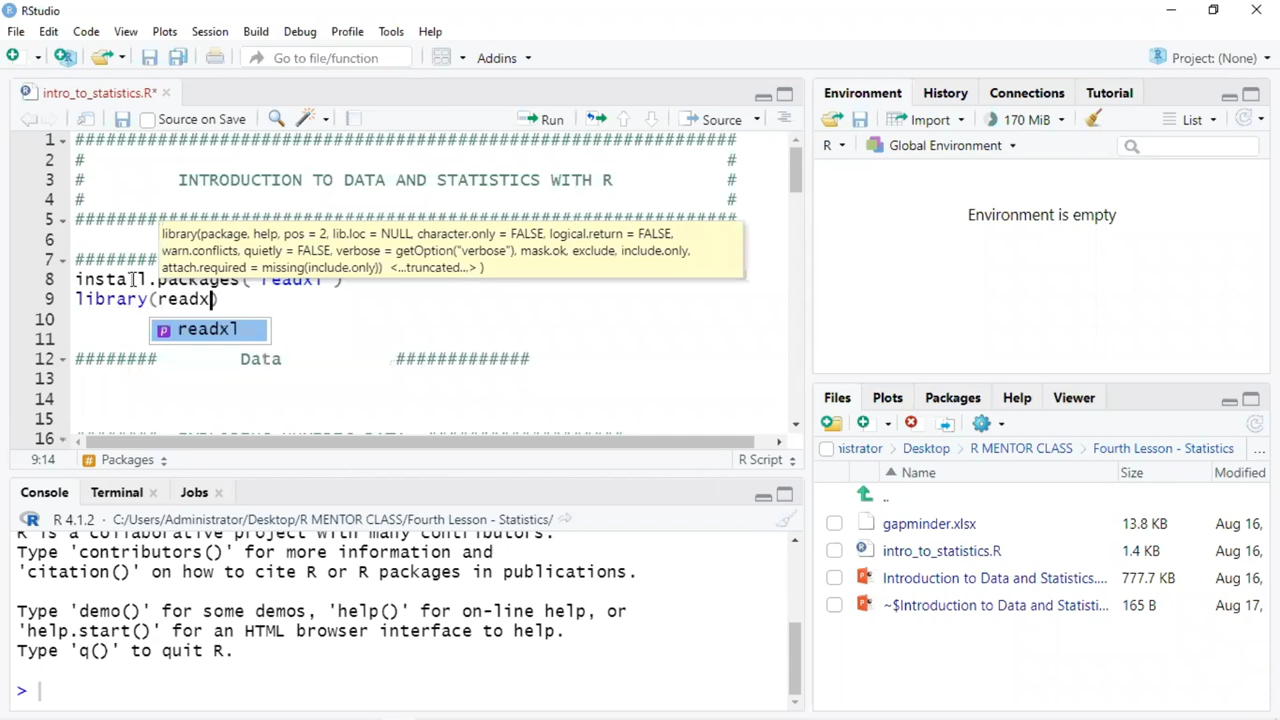 RStudio
File Edit Code View Plots Session Build Debug Profile Tools Help
Go to file/function Addins Project: (None)
intro_to_statistics.R*
Source on Save Run Source
1 ################################################################################
2 # #
3 # INTRODUCTION TO DATA AND STATISTICS WITH R #
4 # #
5 ################################################################################
library(package, help, pos = 2, lib.loc = NULL, character.only = FALSE, logical.return = FALSE,
6
warn.conflicts, quietly = FALSE, verbose = getOption("verbose"), mask.ok, exclude, include.only,
7 ##########
attach.required = missing(include.only)) <...truncated...> )
8 install.packages("readxl")
9 library(readx)
10
readxl
11
12 ######## Data #############
13
14
15
16
9:14 Packages R Script
Console Terminal Jobs
R 4.1.2 · C:/Users/Administrator/Desktop/R MENTOR CLASS/Fourth Lesson - Statistics/
R is a collaborative project with many contributors.
Type 'contributors()' for more information and
'citation()' on how to cite R or R packages in publications.
Type 'demo()' for some demos, 'help()' for on-line help, or
'help.start()' for an HTML browser interface to help.
Type 'q()' to quit R.
>
Environment History Connections Tutorial
Import 170 MiB List
R Global Environment
Environment is empty
Files Plots Packages Help Viewer
nistrator Desktop R MENTOR CLASS Fourth Lesson - Statistics ...
Name Size Modified
..
gapminder.xlsx 13.8 KB Aug 16,
intro_to_statistics.R 1.4 KB Aug 16,
Introduction to Data and Statistics.... 777.7 KB Aug 16,
~$Introduction to Data and Statisti... 165 B Aug 17,